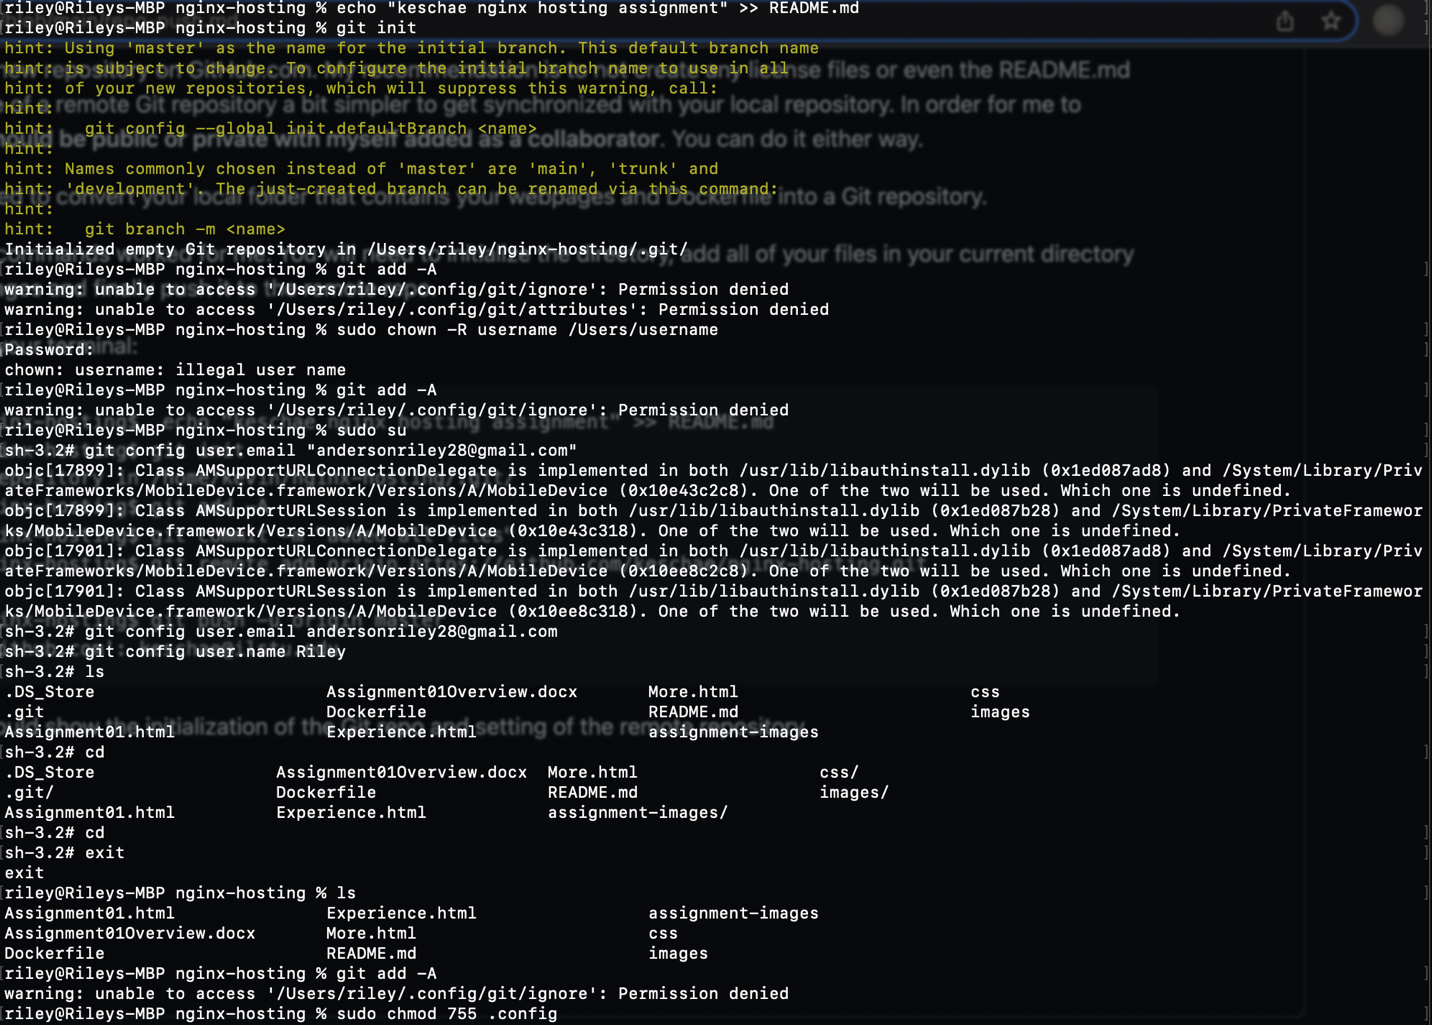 riley@Rileys-MBP nginx-hosting % echo "keschae nginx hosting assignment" >> README.md
riley@Rileys-MBP nginx-hosting % git init
hint: Using 'master' as the name for the initial branch. This default branch name
hint: is subject to change. To configure the initial branch name to use in all
hint: of your new repositories, which will suppress this warning, call:
hint:
hint:   git config --global init.defaultBranch <name>
hint:
hint: Names commonly chosen instead of 'master' are 'main', 'trunk' and
hint: 'development'. The just-created branch can be renamed via this command:
hint:
hint:   git branch -m <name>
Initialized empty Git repository in /Users/riley/nginx-hosting/.git/
riley@Rileys-MBP nginx-hosting % git add -A
warning: unable to access '/Users/riley/.config/git/ignore': Permission denied
warning: unable to access '/Users/riley/.config/git/attributes': Permission denied
riley@Rileys-MBP nginx-hosting % sudo chown -R username /Users/username
Password:
chown: username: illegal user name
riley@Rileys-MBP nginx-hosting % git add -A
warning: unable to access '/Users/riley/.config/git/ignore': Permission denied
riley@Rileys-MBP nginx-hosting % sudo su
sh-3.2# git config user.email "andersonriley28@gmail.com"
objc[17899]: Class AMSupportURLConnectionDelegate is implemented in both /usr/lib/libauthinstall.dylib (0x1ed087ad8) and /System/Library/Priv
ateFrameworks/MobileDevice.framework/Versions/A/MobileDevice (0x10e43c2c8). One of the two will be used. Which one is undefined.
objc[17899]: Class AMSupportURLSession is implemented in both /usr/lib/libauthinstall.dylib (0x1ed087b28) and /System/Library/PrivateFramewor
ks/MobileDevice.framework/Versions/A/MobileDevice (0x10e43c318). One of the two will be used. Which one is undefined.
objc[17901]: Class AMSupportURLConnectionDelegate is implemented in both /usr/lib/libauthinstall.dylib (0x1ed087ad8) and /System/Library/Priv
ateFrameworks/MobileDevice.framework/Versions/A/MobileDevice (0x10ee8c2c8). One of the two will be used. Which one is undefined.
objc[17901]: Class AMSupportURLSession is implemented in both /usr/lib/libauthinstall.dylib (0x1ed087b28) and /System/Library/PrivateFramewor
ks/MobileDevice.framework/Versions/A/MobileDevice (0x10ee8c318). One of the two will be used. Which one is undefined.
sh-3.2# git config user.email andersonriley28@gmail.com
sh-3.2# git config user.name Riley
sh-3.2# ls
.DS_Store Assignment01Overview.docx More.html css
.git Dockerfile README.md images
Assignment01.html Experience.html assignment-images
sh-3.2# cd
.DS_Store Assignment01Overview.docx More.html css/
.git/ Dockerfile README.md images/
Assignment01.html Experience.html assignment-images/
sh-3.2# cd
sh-3.2# exit
exit
riley@Rileys-MBP nginx-hosting % ls
Assignment01.html Experience.html assignment-images
Assignment01Overview.docx More.html css
Dockerfile README.md images
riley@Rileys-MBP nginx-hosting % git add -A
warning: unable to access '/Users/riley/.config/git/ignore': Permission denied
riley@Rileys-MBP nginx-hosting % sudo chmod 755 .config